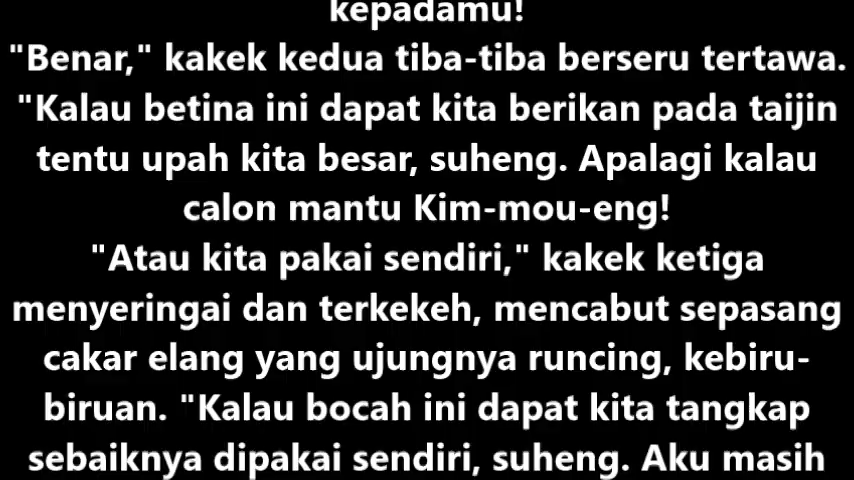 kepadamu!
"Benar," kakek kedua tiba-tiba berseru tertawa.
"Kalau betina ini dapat kita berikan pada taijin
tentu upah kita besar, suheng. Apalagi kalau
calon mantu Kim-mou-eng!
"Atau kita pakai sendiri," kakek ketiga
menyeringai dan terkekeh, mencabut sepasang
cakar elang yang ujungnya runcing, kebiru-
biruan. "Kalau bocah ini dapat kita tangkap
sebaiknya dipakai sendiri, suheng. Aku masih